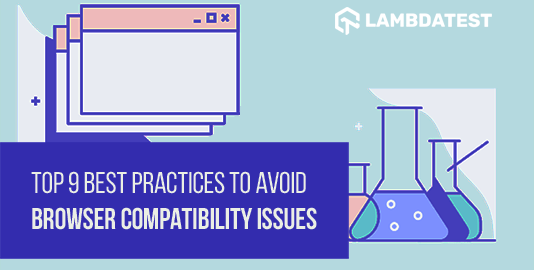 LAMBDATEST
TOP 9 BEST PRACTICES TO AVOID
BROWSER COMPATIBILITY ISSUES